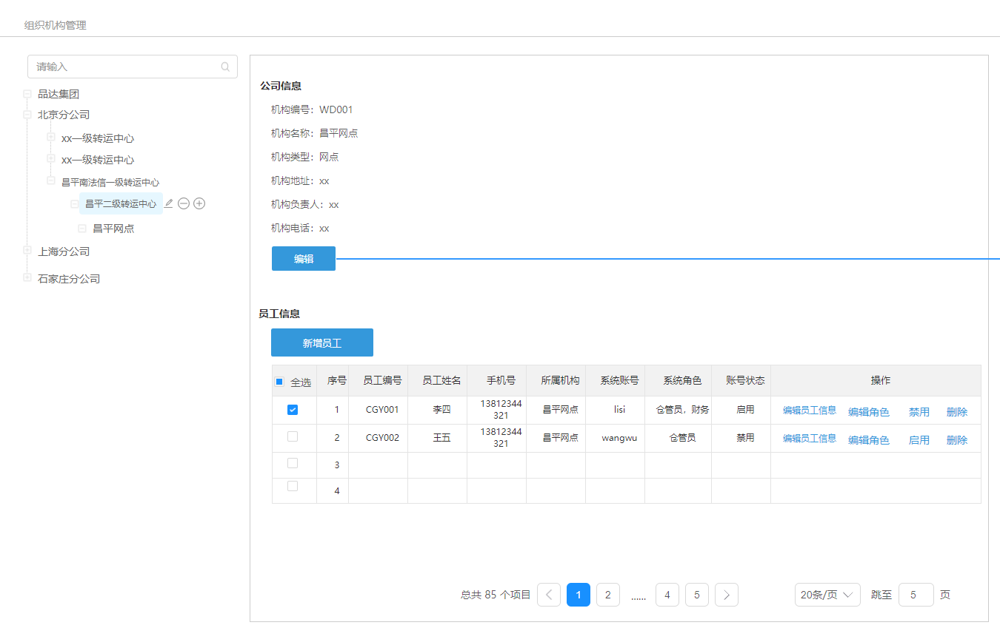 组织机构管理
请输入
品达集团
北京分公司
xx一级转运中心
xx一级转运中心
昌平南法信一级转运中心
昌平二级转运中心
昌平网点
上海分公司
石家庄分公司
公司信息
机构编号：WD001
机构名称：昌平网点
机构类型：网点
机构地址：xx
机构负责人：xx
机构电话：xx
编辑
员工信息
新增员工
全选 序号 员工编号 员工姓名 手机号 所属机构 系统账号 系统角色 账号状态 操作
1 CGY001 李四 13812344321 昌平网点 lisi 仓管员，财务 启用 编辑员工信息 编辑角色 禁用 删除
2 CGY002 王五 13812344321 昌平网点 wangwu 仓管员 禁用 编辑员工信息 编辑角色 启用 删除
3
4
总共 85 个项目 1 2 ...... 4 5 20条/页 跳至 5 页